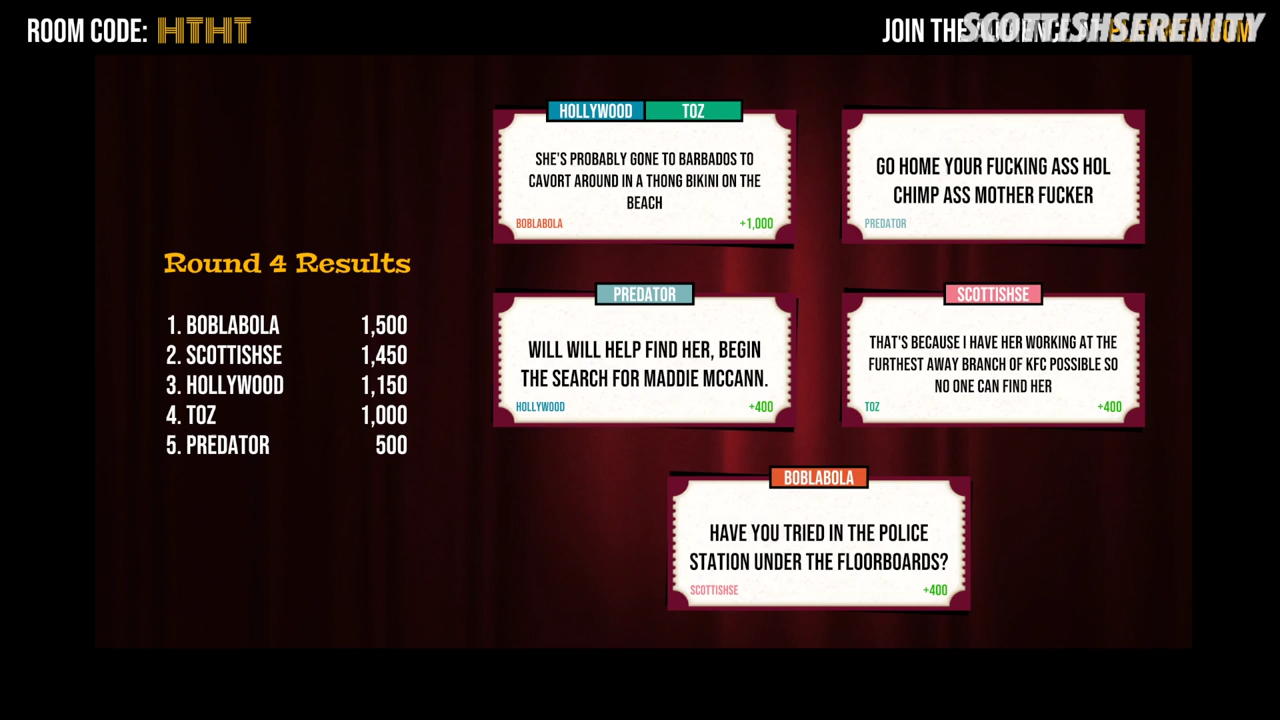 ROOM CODE: HTHT
JOIN THE
SCOTTISHSERENITY
HOLLYWOOD TOZ
SHE'S PROBABLY GONE TO BARBADOS TO
CAVORT AROUND IN A THONG BIKINI ON THE
BEACH
BOBLABOLA +1,000
GO HOME YOUR FUCKING ASS HOL
CHIMP ASS MOTHER FUCKER
PREDATOR
Round 4 Results
1. BOBLABOLA 1,500
2. SCOTTISHSE 1,450
3. HOLLYWOOD 1,150
4. TOZ 1,000
5. PREDATOR 500
PREDATOR
WILL WILL HELP FIND HER, BEGIN
THE SEARCH FOR MADDIE MCCANN.
HOLLYWOOD +400
SCOTTISHSE
THAT'S BECAUSE I HAVE HER WORKING AT THE
FURTHEST AWAY BRANCH OF KFC POSSIBLE SO
NO ONE CAN FIND HER
TOZ +400
BOBLABOLA
HAVE YOU TRIED IN THE POLICE
STATION UNDER THE FLOORBOARDS?
SCOTTISHSE +400